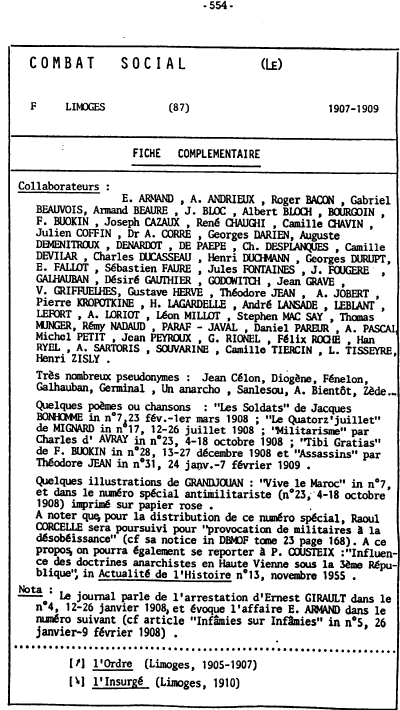 - 554-
COMBAT SOCIAL (LE)
F LIMOGES (87) 1907-1909
FICHE COMPLEMENTAIRE
Collaborateurs :
E. ARMAND , A. ANDRIEUX , Roger BACON , Gabriel
BEAUVOIS, Armand BEAURE , J. BLOC , Albert BLOCH , BOURGOIN ,
F. BUOKIN , Joseph CAZAUX , René CHAUGHI , Camille CHAVIN ,
Julien COFFIN , Dr A. CORRE , Georges DARIEN, Auguste
DEMENITROUX , DENARDOT , DE PAEPE , Ch. DESPLANQUES , Camille
DEVILAR , Charles DUCASSEAU , Henri DUCHMANN , Georges DURUPT,
E. FALLOT , Sébastien FAURE , Jules FONTAINES , J. FOUGERE ,
GALHAUBAN , Désiré GAUTHIER , GODOWITCH , Jean GRAVE ,
V. GRIFFUELHES, Gustave HERVE , Théodore JEAN , A. JOBERT ,
Pierre KROPOTKINE , H. LAGARDELLE , André LANSADE , LEBLANT ,
LEFORT , A. LORIOT , Léon MILLOT , Stephen MAC SAY , Thomas
MUNGER, Rémy NADAUD , PARAF - JAVAL , Daniel PAREUR , A. PASCAL
Michel PETIT , Jean PEYROUX , G. RIONEL , Félix ROCHE , Han
RYEL , A. SARTORIS , SOUVARINE , Camille TIERCIN , L. TISSEYRE,
Henri ZISLY .
Très nombreux pseudonymes : Jean Célon, Diogène, Fénelon,
Galhauban, Germinal , Un anarcho , Sanlesou, A. Bientôt, Zède...
Quelques poèmes ou chansons : "Les Soldats" de Jacques
BONHOMME in n°7,23 fév.-1er mars 1908 ; "Le Quatorz'juillet"
de MIGNARD in n°17, 12-26 juillet 1908 ; "Militarisme" par
Charles d' AVRAY in n°23, 4-18 octobre 1908 ; "Tibi Gratias"
de F. BUOKIN in n°28, 13-27 décembre 1908 et "Assassins" par
Théodore JEAN in n°31, 24 janv.-7 février 1909 .
Quelques illustrations de GRANDJOUAN : "Vive le Maroc" in n°7,
et dans le numéro spécial antimilitariste (n°23, 4-18 octobre
1908) imprimé sur papier rose .
A noter que, pour la distribution de ce numéro spécial, Raoul
CORCELLE sera poursuivi pour "provocation de militaires à la
désobéissance" (cf sa notice in DBMOF tome 23 page 168). A ce
propos, on pourra également se reporter à P. COUSTEIX :"Influen-
ce des doctrines anarchistes en Haute Vienne sous la 3ème Répu-
blique", in Actualité de l'Histoire n°13, novembre 1955 .
Nota : Le journal parle de l'arrestation d'Ernest GIRAULT dans le
n°4, 12-26 janvier 1908, et évoque l'affaire E. ARMAND dans le
numéro suivant (cf article "Infâmies sur Infâmies" in n°5, 26
janvier-9 février 1908) .
[/] l'Ordre (Limoges, 1905-1907)
[\] l'Insurgé (Limoges, 1910)